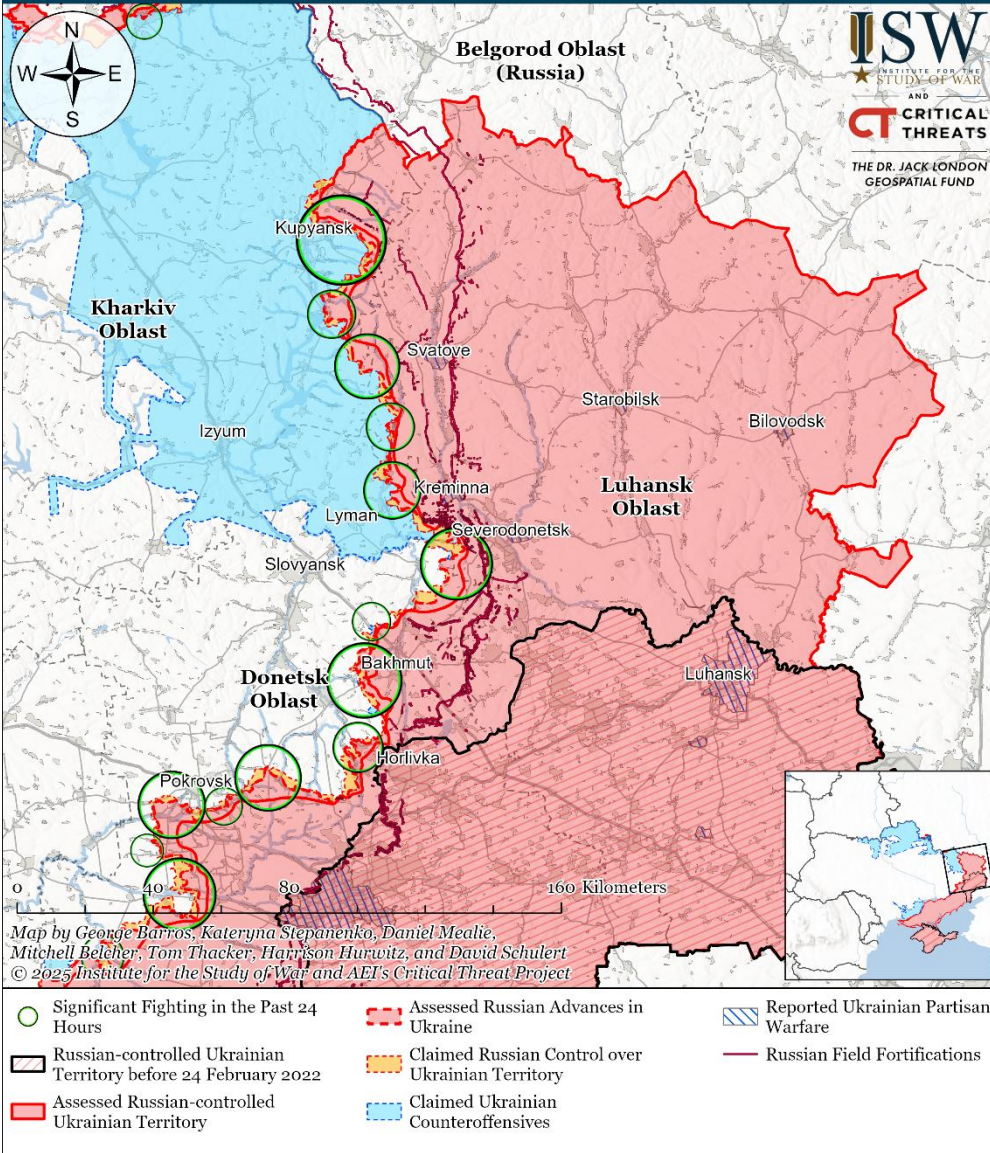 N
W E
S
Belgorod Oblast
(Russia)
ISW
INSTITUTE FOR THE
STUDY OF WAR
AND
CT CRITICAL
THREATS
THE DR. JACK LONDON
GEOSPATIAL FUND
Kupyansk
Kharkiv
Oblast
Svatove
Starobilsk
Bilovodsk
Izyum
Kreminna
Luhansk
Oblast
Lyman
Severodonetsk
Slovyansk
Bakhmut
Donetsk
Oblast
Luhansk
Horlivka
Pokrovsk
0 40 80 160 Kilometers
Map by George Barros, Kateryna Stepanenko, Daniel Mealie,
Mitchell Belcher, Tom Thacker, Harrison Hurwitz, and David Schulert
© 2025 Institute for the Study of War and AEI's Critical Threat Project
Significant Fighting in the Past 24
Hours
Russian-controlled Ukrainian
Territory before 24 February 2022
Assessed Russian-controlled
Ukrainian Territory
Assessed Russian Advances in
Ukraine
Claimed Russian Control over
Ukrainian Territory
Claimed Ukrainian
Counteroffensives
Reported Ukrainian Partisan
Warfare
Russian Field Fortifications